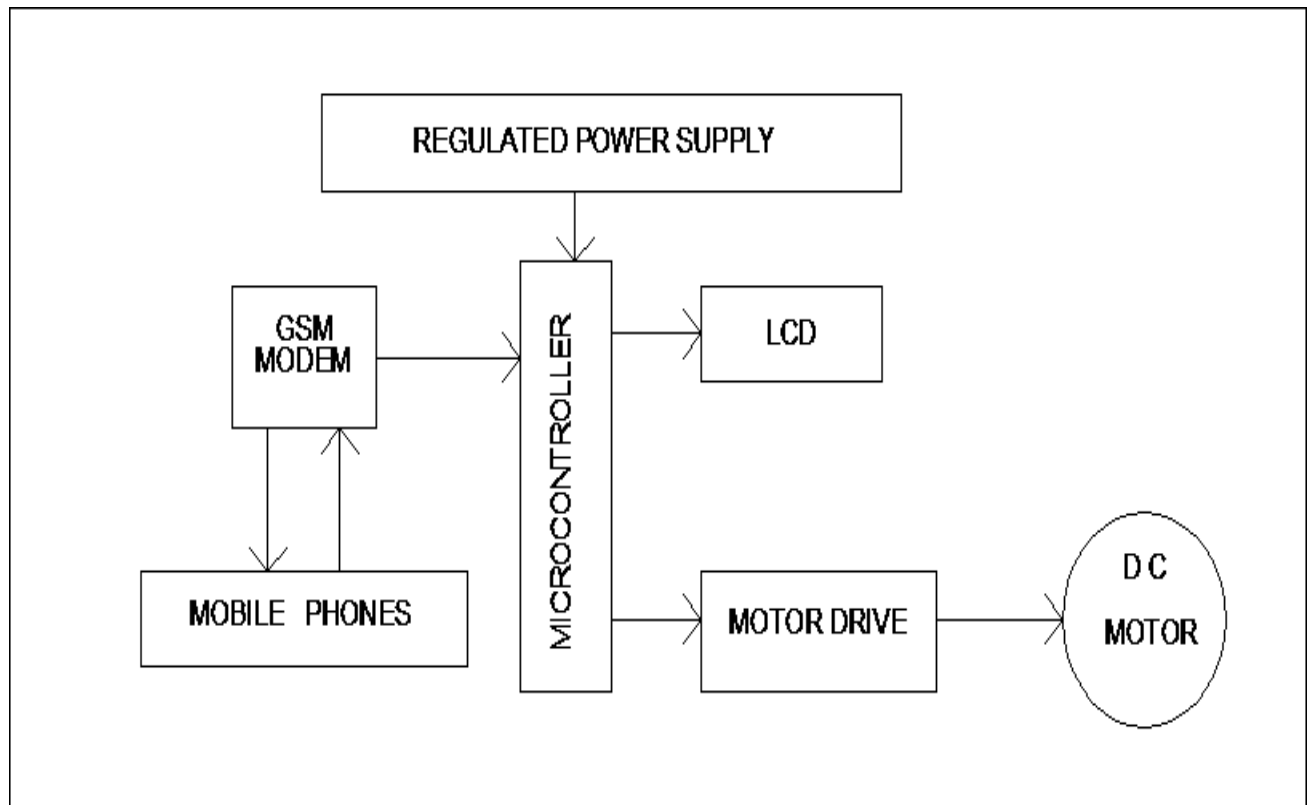 REGULATED POWER SUPPLY
GSM
MODEM
MICROCONTROLLER
LCD
MOBILE PHONES
MOTOR DRIVE
D C
MOTOR